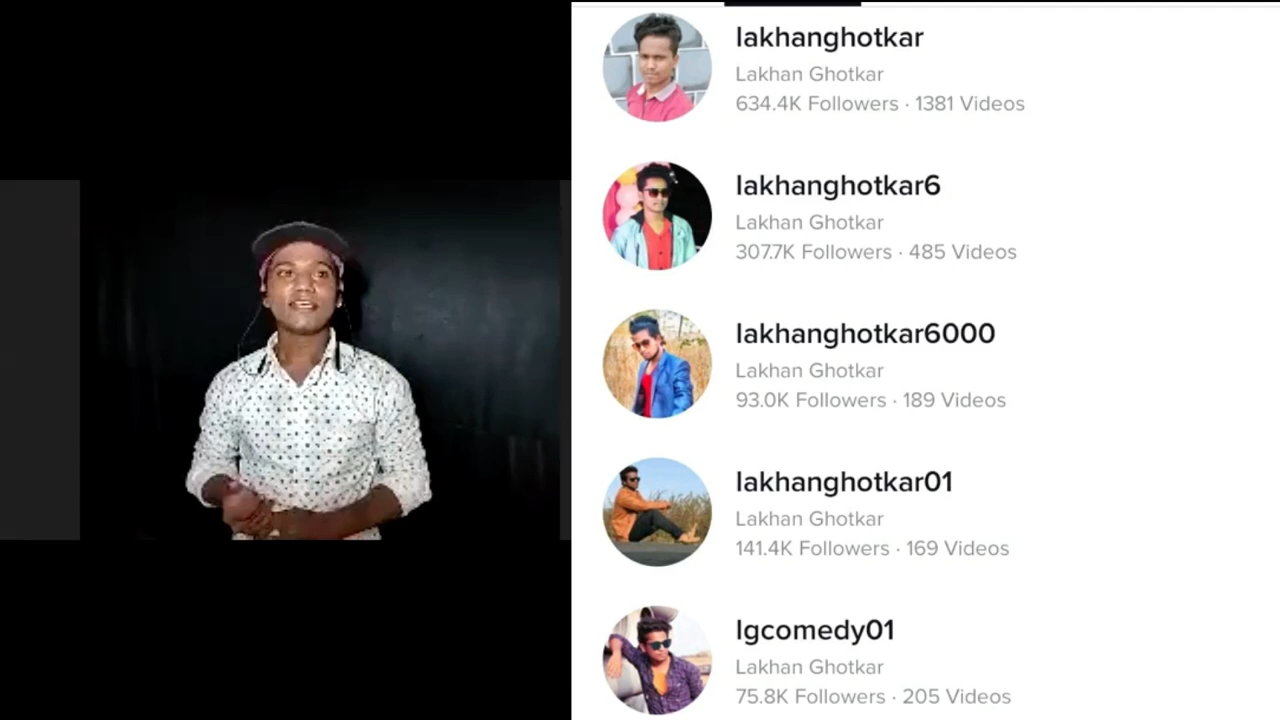 lakhanghotkar
Lakhan Ghotkar
634.4K Followers · 1381 Videos
lakhanghotkar6
Lakhan Ghotkar
307.7K Followers · 485 Videos
lakhanghotkar6000
Lakhan Ghotkar
93.0K Followers · 189 Videos
lakhanghotkar01
Lakhan Ghotkar
141.4K Followers · 169 Videos
lgcomedy01
Lakhan Ghotkar
75.8K Followers · 205 Videos